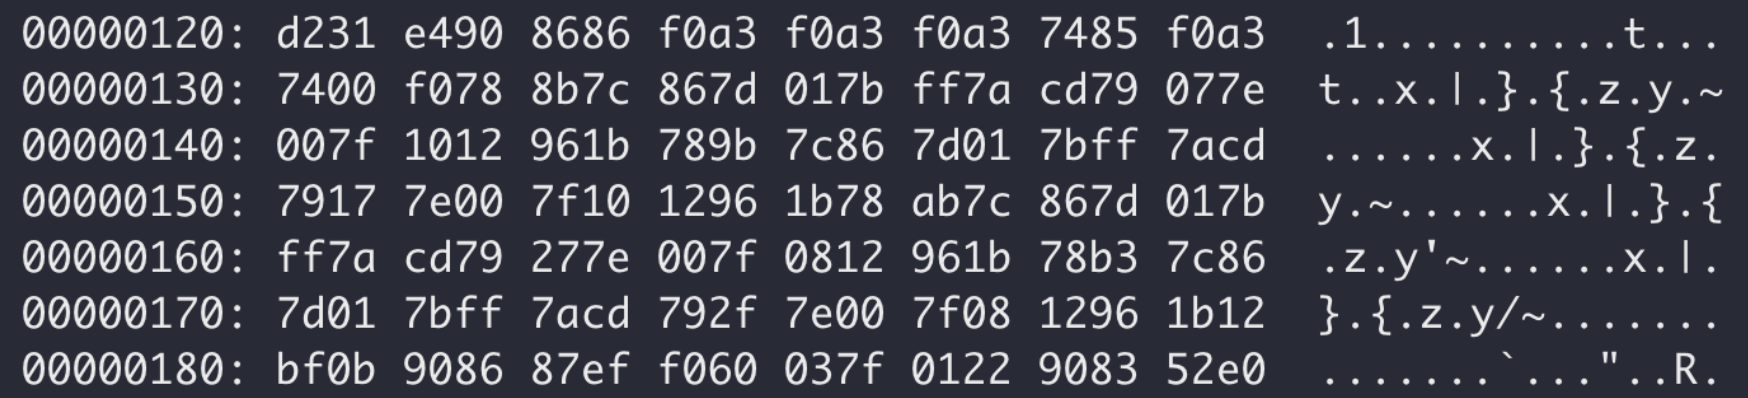 00000120: d231 e490 8686 f0a3 f0a3 f0a3 7485 f0a3  .1..........t...
00000130: 7400 f078 8b7c 867d 017b ff7a cd79 077e  t..x.|.}.{.z.y.~
00000140: 007f 1012 961b 789b 7c86 7d01 7bff 7acd  ......x.|.}.{.z.
00000150: 7917 7e00 7f10 1296 1b78 ab7c 867d 017b  y.~......x.|.}.{
00000160: ff7a cd79 277e 007f 0812 961b 78b3 7c86  .z.y'~......x.|.
00000170: 7d01 7bff 7acd 792f 7e00 7f08 1296 1b12  }.{.z.y/~.......
00000180: bf0b 9086 87ef f060 037f 0122 9083 52e0  .......`..."..R.